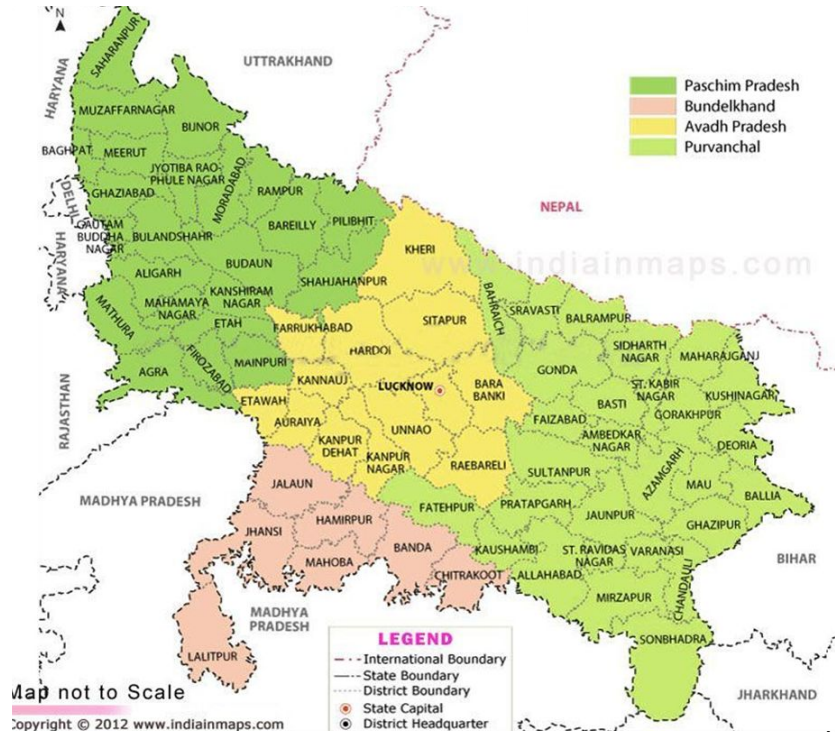 N
UTTRAKHAND
HARYANA
SAHARANPUR
Paschim Pradesh
Bundelkhand
Avadh Pradesh
Purvanchal
MUZAFFARNAGAR
BIJNOR
BAGHPAT
MEERUT
JYOTIBA RAO-
PHULE NAGAR
MORADABAD
RAMPUR
GHAZIABAD
DELHI
PILIBHIT
BAREILLY
NEPAL
GAUTAM
BUDDHA
NAGAR
BULANDSHAHR
HARYANA
KHERI
www.indiainmaps.com
BUDAUN
ALIGARH
SHAHJAHANPUR
KANSHIRAM
NAGAR
MAHAMAYA
NAGAR
MATHURA
ETAH
BAHRAICH
SRAVASTI
BALRAMPUR
FARRUKHABAD
SITAPUR
SIDHARTH
NAGAR
MAHARAJGANJ
HARDOI
AGRA
FIROZABAD
MAINPURI
GONDA
KANNAUJ
LUCKNOW
BARA
BANKI
ST. KABIR
NAGAR
KUSHINAGAR
RAJASTHAN
ETAWAH
BASTI
GORAKHPUR
AURAIYA
FAIZABAD
UNNAO
AMBEDKAR
NAGAR
DEORIA
KANPUR
DEHAT
KANPUR
NAGAR
RAEBARELI
SULTANPUR
AZAMGARH
MAU
BALLIA
JALAUN
MADHYA PRADESH
FATEHPUR
PRATAPGARH
JAUNPUR
GHAZIPUR
JHANSI
HAMIRPUR
BANDA
KAUSHAMBI
ST. RAVIDAS
NAGAR
VARANASI
MAHOBA
CHITRAKOOT
ALLAHABAD
BIHAR
MIRZAPUR
CHANDAULI
MADHYA
PRADESH
SONBHADRA
LALITPUR
LEGEND
International Boundary
State Boundary
District Boundary
State Capital
District Headquarter
Map not to Scale
JHARKHAND
Copyright © 2012 www.indiainmaps.com